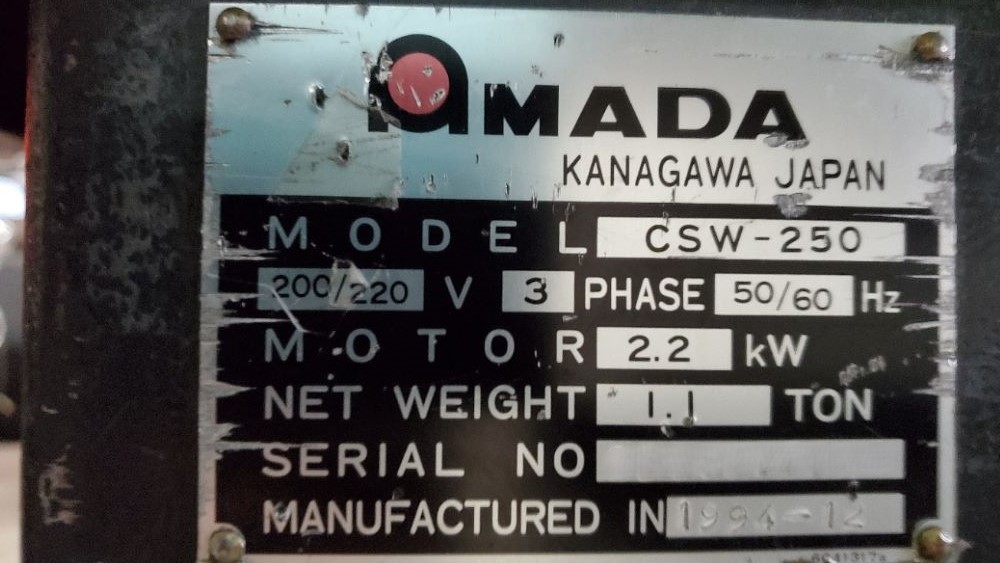 AMADA
KANAGAWA JAPAN
MODEL CSW-250
200/220 V 3 PHASE 50/60 Hz
MOTOR 2.2 kW
NET WEIGHT 1.1 TON
SERIAL NO
MANUFACTURED IN 1994-12